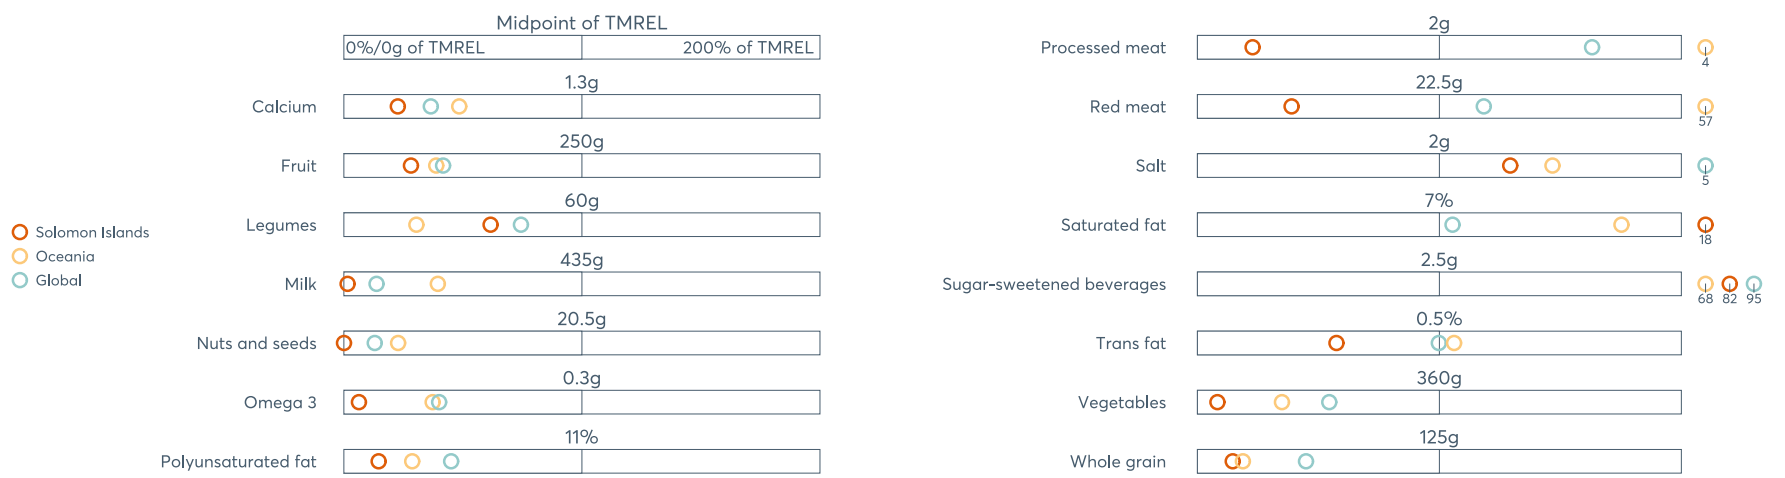 Midpoint of TMREL
0%/0g of TMREL 200% of TMREL
1.3g
Calcium
250g
Fruit
60g
Legumes
435g
Milk
20.5g
Nuts and seeds
0.3g
Omega 3
11%
Polyunsaturated fat
Solomon Islands
Oceania
Global
2g
Processed meat
4
22.5g
Red meat
57
2g
Salt
5
7%
Saturated fat
18
2.5g
Sugar-sweetened beverages
68 82 95
0.5%
Trans fat
360g
Vegetables
125g
Whole grain